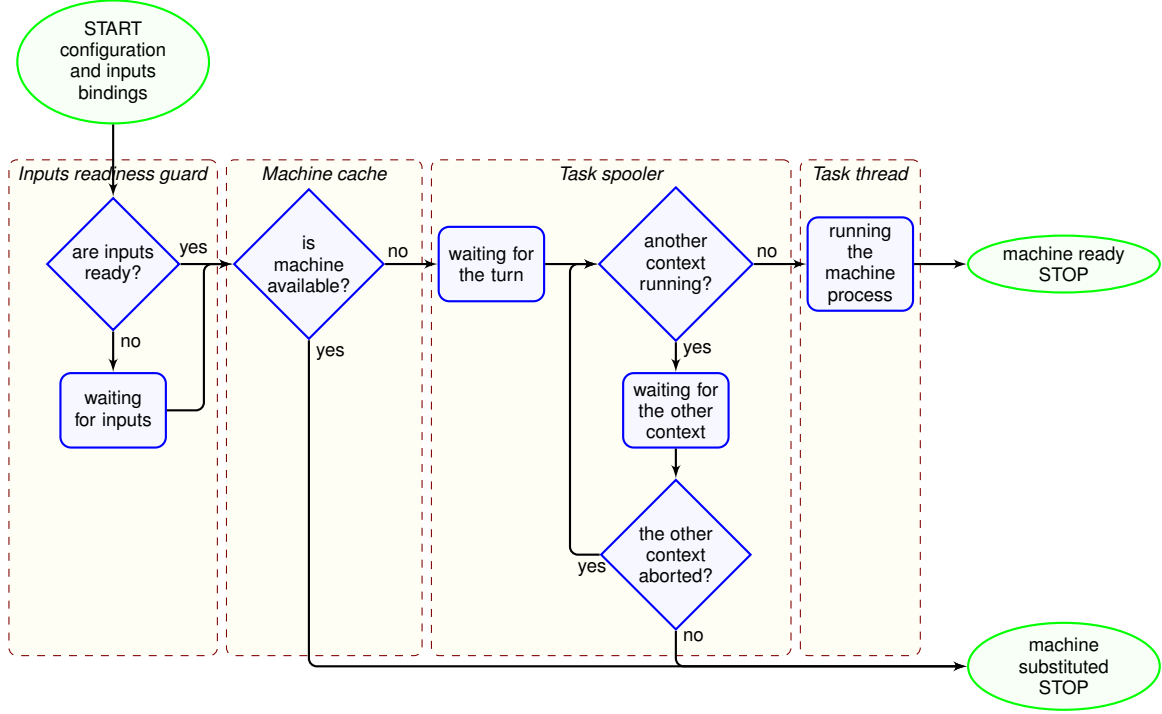 START
configuration
and inputs
bindings
Inputs readiness guard
Machine cache
Task spooler
Task thread
are inputs
ready?
yes
no
waiting
for inputs
is
machine
available?
no
yes
waiting for
the turn
another
context
running?
no
yes
waiting for
the other
context
the other
context
aborted?
yes
no
running
the
machine
process
machine ready
STOP
machine
substituted
STOP